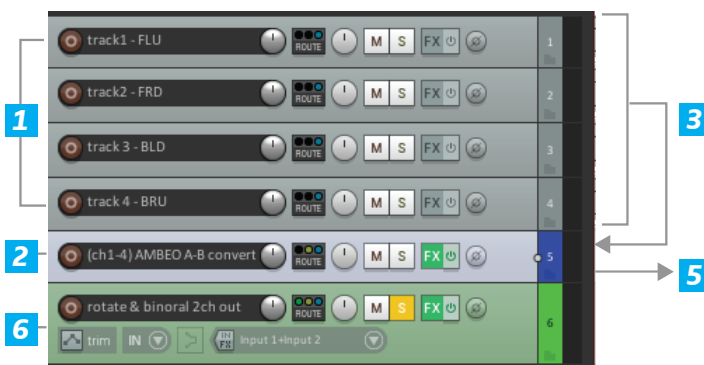 track1 - FLU ROUTE M S FX 1
track2 - FRD ROUTE M S FX 2
track 3 - BLD ROUTE M S FX 3
track 4 - BRU ROUTE M S FX 4
(ch1-4) AMBEO A-B convert ROUTE M S FX 5
rotate & binoral 2ch out ROUTE M S FX 6
trim IN IN FX Input 1+Input 2
1
2
3
5
6